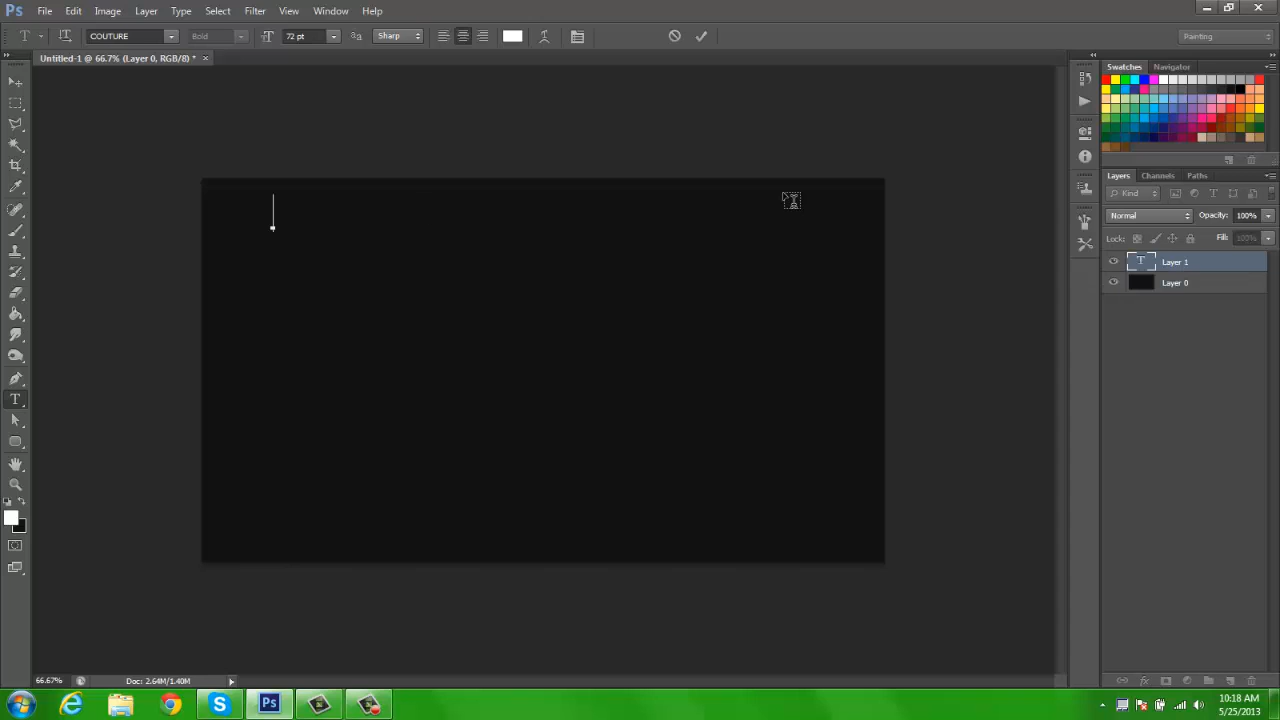 Ps File Edit Image Layer Type Select Filter View Window Help
T COUTURE Bold 72 pt aa Sharp Painting
Untitled-1 @ 66.7% (Layer 0, RGB/8) *
Swatches Navigator
Layers Channels Paths
Kind
Normal Opacity: 100%
Lock: Fill: 100%
T Layer 1
Layer 0
66.67% Doc: 2.64M/1.40M
10:18 AM
5/25/2013